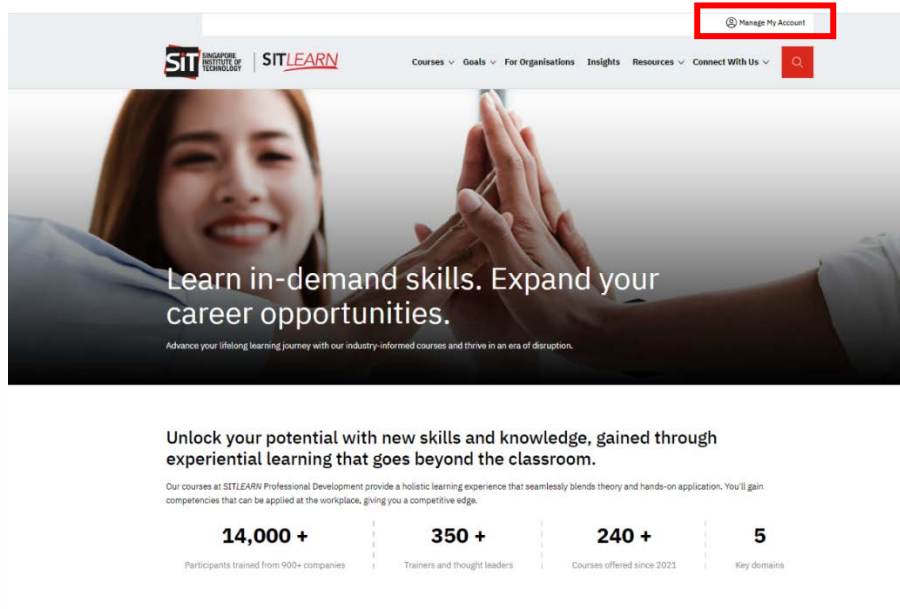 Manage My Account
SiT SINGAPORE INSTITUTE OF TECHNOLOGY SITLEARN
Courses Goals For Organisations Insights Resources Connect With Us
Learn in-demand skills. Expand your
career opportunities.
Advance your lifelong learning journey with our industry-informed courses and thrive in an era of disruption.
Unlock your potential with new skills and knowledge, gained through
experiential learning that goes beyond the classroom.
Our courses at SITLEARN Professional Development provide a holistic learning experience that seamlessly blends theory and hands-on application. You'll gain
competencies that can be applied at the workplace, giving you a competitive edge.
14,000 + 350 + 240 + 5
Participants trained from 900+ companies Trainers and thought leaders Courses offered since 2021 Key domains